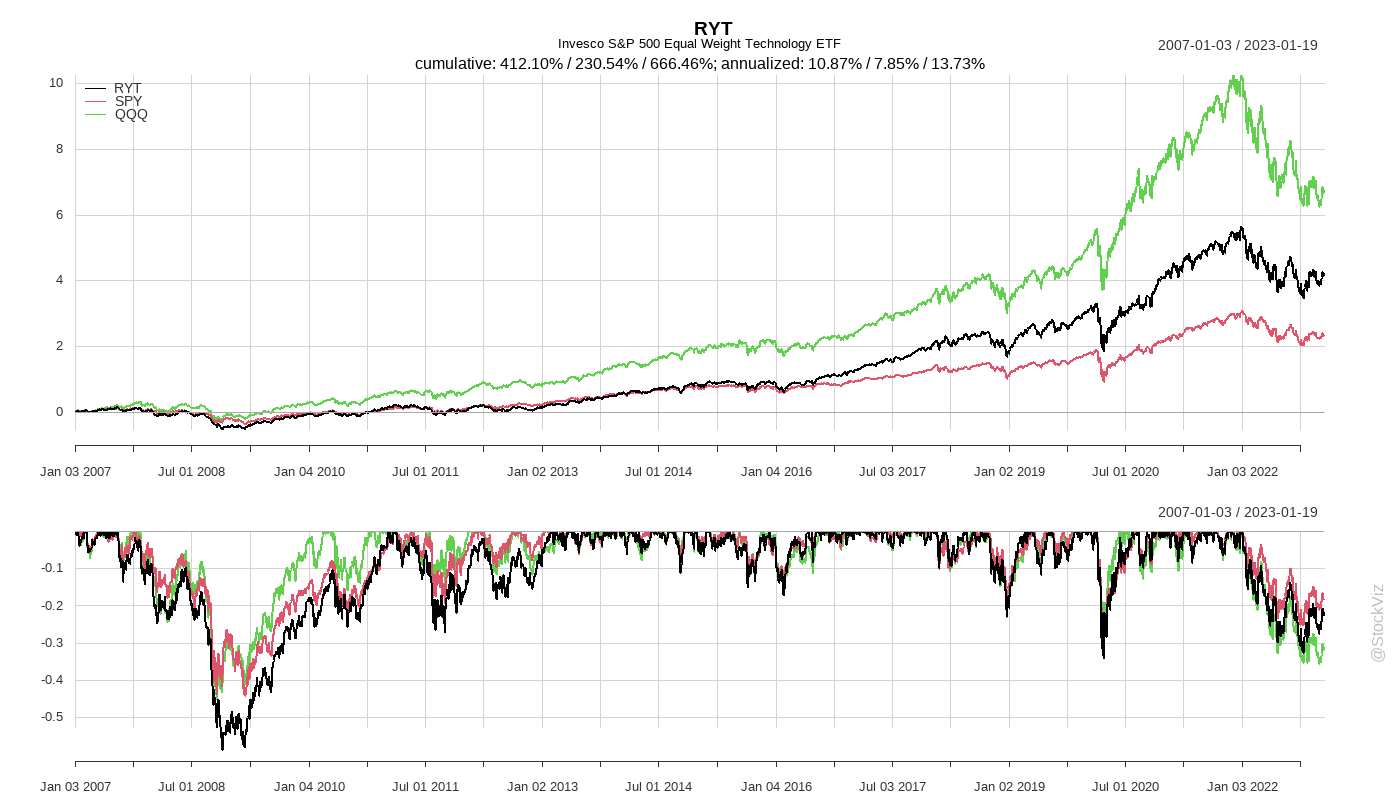 RYT
Invesco S&P 500 Equal Weight Technology ETF
2007-01-03 / 2023-01-19
cumulative: 412.10% / 230.54% / 666.46%; annualized: 10.87% / 7.85% / 13.73%
RYT
SPY
QQQ
10
8
6
4
2
0
Jan 03 2007 Jul 01 2008 Jan 04 2010 Jul 01 2011 Jan 02 2013 Jul 01 2014 Jan 04 2016 Jul 03 2017 Jan 02 2019 Jul 01 2020 Jan 03 2022
2007-01-03 / 2023-01-19
-0.1
-0.2
-0.3
-0.4
-0.5
Jan 03 2007 Jul 01 2008 Jan 04 2010 Jul 01 2011 Jan 02 2013 Jul 01 2014 Jan 04 2016 Jul 03 2017 Jan 02 2019 Jul 01 2020 Jan 03 2022
@StockViz